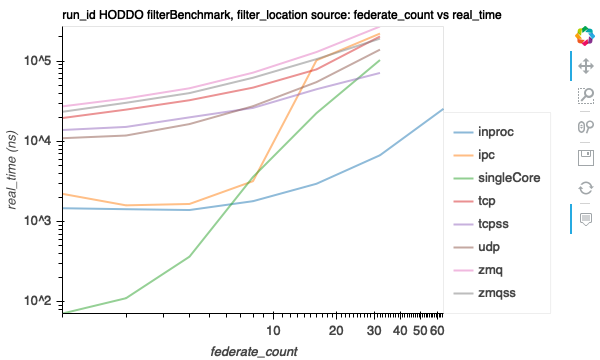 run_id HODDO filterBenchmark, filter_location source: federate_count vs real_time
10^5
10^4
10^3
10^2
real_time (ns)
10
20
30
40
50
60
federate_count
inproc
ipc
singleCore
tcp
tcpss
udp
zmq
zmqss